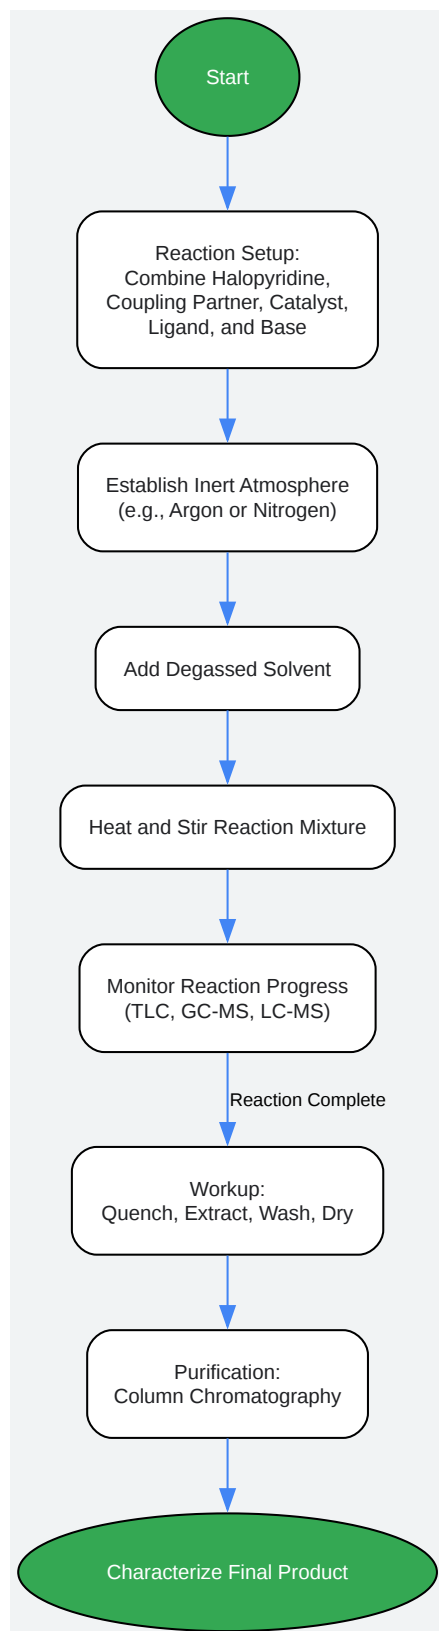 Start
Reaction Setup:
Combine Halopyridine,
Coupling Partner, Catalyst,
Ligand, and Base
Establish Inert Atmosphere
(e.g., Argon or Nitrogen)
Add Degassed Solvent
Heat and Stir Reaction Mixture
Monitor Reaction Progress
(TLC, GC-MS, LC-MS)
Reaction Complete
Workup:
Quench, Extract, Wash, Dry
Purification:
Column Chromatography
Characterize Final Product